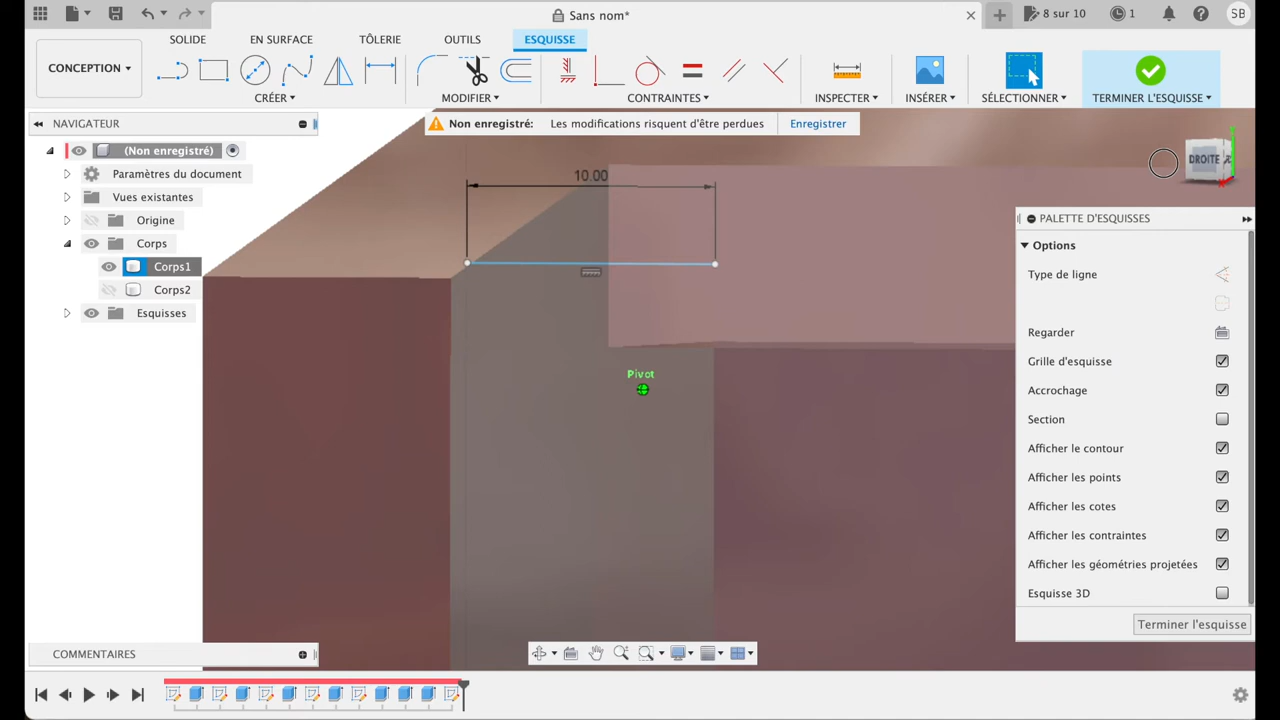 Sans nom*
8 sur 10
1
SB
SOLIDE
EN SURFACE
TÔLERIE
OUTILS
ESQUISSE
CONCEPTION
CRÉER
MODIFIER
CONTRAINTES
INSPECTER
INSÉRER
SÉLECTIONNER
TERMINER L'ESQUISSE
NAVIGATEUR
Non enregistré: Les modifications risquent d'être perdues Enregistrer
(Non enregistré)
Paramètres du document
Vues existantes
Origine
Corps
Corps1
Corps2
Esquisses
10.00
Pivot
DROITE
PALETTE D'ESQUISSES
Options
Type de ligne
Regarder
Grille d'esquisse
Accrochage
Section
Afficher le contour
Afficher les points
Afficher les cotes
Afficher les contraintes
Afficher les géométries projetées
Esquisse 3D
Terminer l'esquisse
COMMENTAIRES